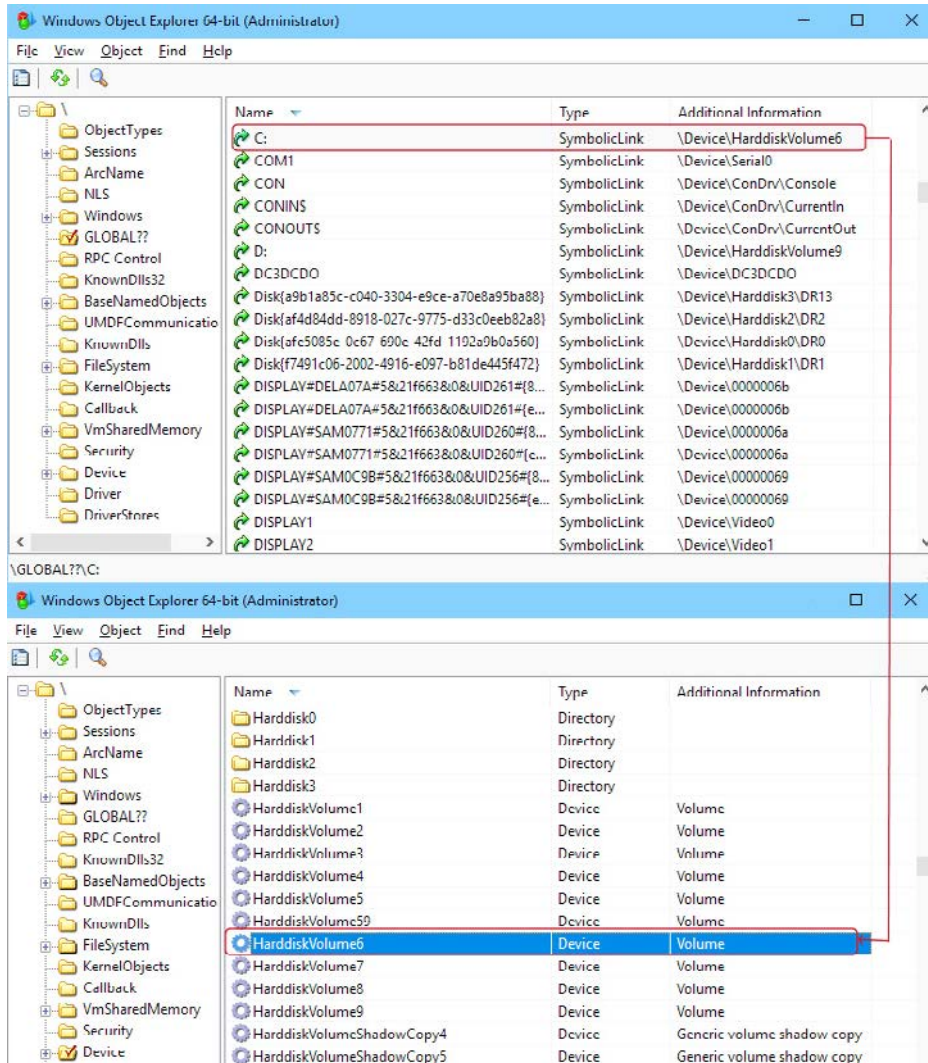 Windows Object Explorer 64-bit (Administrator)
File View Object Find Help
\
ObjectTypes
Sessions
ArcName
NLS
Windows
GLOBAL??
RPC Control
KnownDlls32
BaseNamedObjects
UMDFCommunicatio
KnownDlls
FileSystem
KernelObjects
Callback
VmSharedMemory
Security
Device
Driver
DriverStores
Name Type Additional Information
C: SymbolicLink \Device\HarddiskVolume6
COM1 SymbolicLink \Device\Serial0
CON SymbolicLink \Device\ConDrv\Console
CONIN$ SymbolicLink \Device\ConDrv\CurrentIn
CONOUT$ SymbolicLink \Device\ConDrv\CurrentOut
D: SymbolicLink \Device\HarddiskVolume9
DC3DCDO SymbolicLink \Device\DC3DCDO
Disk{a9b1a85c-c040-3304-e9ce-a70e8a95ba88} SymbolicLink \Device\Harddisk3\DR13
Disk{af4d84dd-8918-027c-9775-d33c0eeb82a8} SymbolicLink \Device\Harddisk2\DR2
Disk{afc5085c-0c67-690c-42fd-1192a9b0a560} SymbolicLink \Device\Harddisk0\DR0
Disk{f7491c06-2002-4916-e097-b81de445f472} SymbolicLink \Device\Harddisk1\DR1
DISPLAY#DELA07A#5&21f663&0&UID261#{8... SymbolicLink \Device\0000006b
DISPLAY#DELA07A#5&21f663&0&UID261#{e... SymbolicLink \Device\0000006b
DISPLAY#SAM0771#5&21f663&0&UID260#{8... SymbolicLink \Device\0000006a
DISPLAY#SAM0771#5&21f663&0&UID260#{e... SymbolicLink \Device\0000006a
DISPLAY#SAM0C9B#5&21f663&0&UID256#{8... SymbolicLink \Device\00000069
DISPLAY#SAM0C9B#5&21f663&0&UID256#{e... SymbolicLink \Device\00000069
DISPLAY1 SymbolicLink \Device\Video0
DISPLAY2 SymbolicLink \Device\Video1
\GLOBAL??\C:
Windows Object Explorer 64-bit (Administrator)
File View Object Find Help
\
ObjectTypes
Sessions
ArcName
NLS
Windows
GLOBAL??
RPC Control
KnownDlls32
BaseNamedObjects
UMDFCommunicatio
KnownDlls
FileSystem
KernelObjects
Callback
VmSharedMemory
Security
Device
Name Type Additional Information
Harddisk0 Directory
Harddisk1 Directory
Harddisk2 Directory
Harddisk3 Directory
HarddiskVolume1 Device Volume
HarddiskVolume2 Device Volume
HarddiskVolume3 Device Volume
HarddiskVolume4 Device Volume
HarddiskVolume5 Device Volume
HarddiskVolume59 Device Volume
HarddiskVolume6 Device Volume
HarddiskVolume7 Device Volume
HarddiskVolume8 Device Volume
HarddiskVolume9 Device Volume
HarddiskVolumeShadowCopy4 Device Generic volume shadow copy
HarddiskVolumeShadowCopy5 Device Generic volume shadow copy